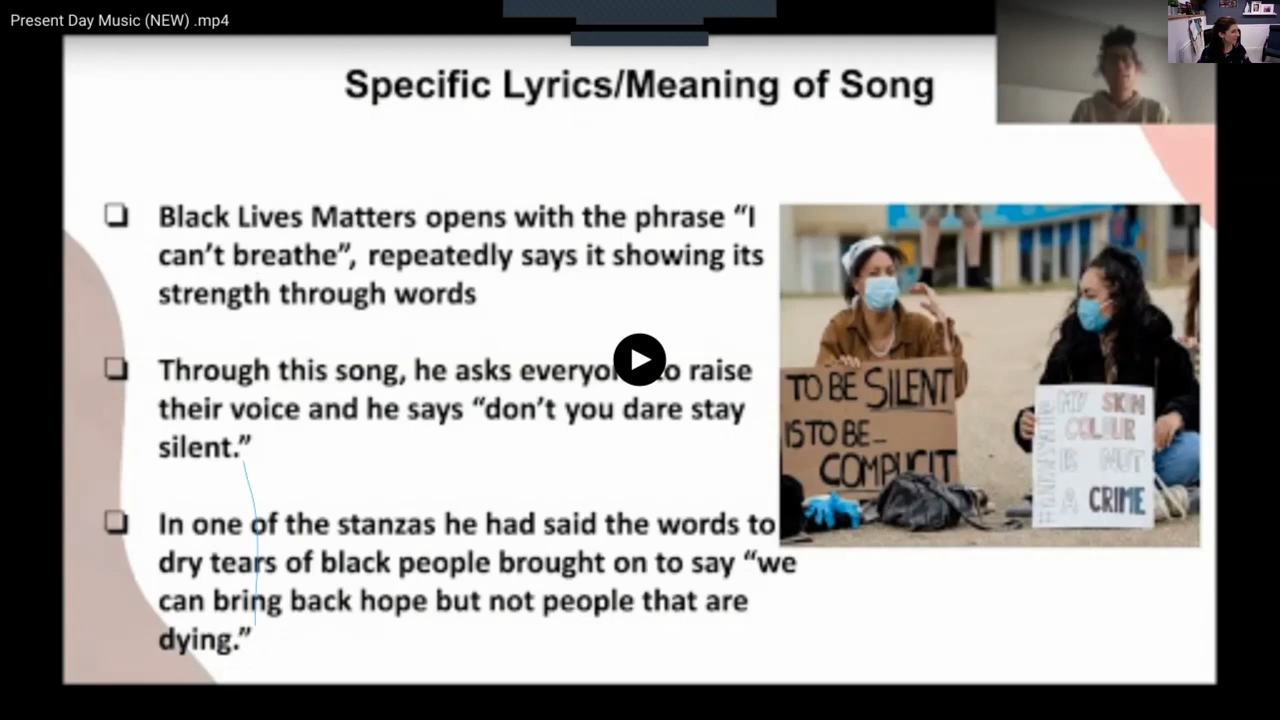 Present Day Music (NEW) .mp4
Specific Lyrics/Meaning of Song
❏ Black Lives Matters opens with the phrase “I
can’t breathe”, repeatedly says it showing its
strength through words
❏ Through this song, he asks everyo to raise
their voice and he says “don’t you dare stay
silent.”
❏ In one of the stanzas he had said the words to
dry tears of black people brought on to say “we
can bring back hope but not people that are
dying.”
TO BE SILENT
IS TO BE
COMPLICIT
MY SKIN
COLOUR
IS NOT
A CRIME